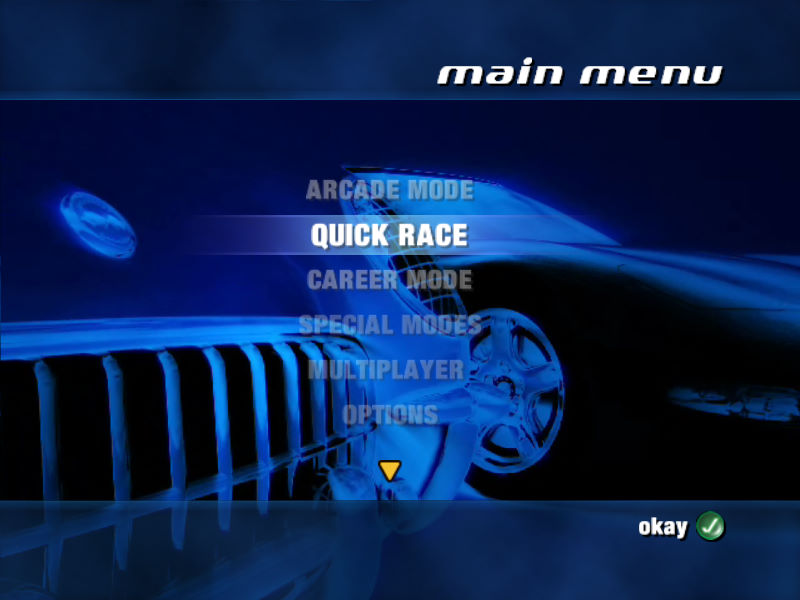 main menu
ARCADE MODE
QUICK RACE
CAREER MODE
SPECIAL MODES
MULTIPLAYER
OPTIONS
okay